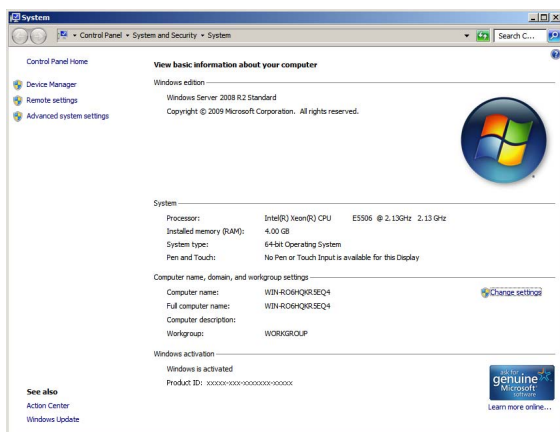 System
Control Panel System and Security System
Search C...
Control Panel Home
Device Manager
Remote settings
Advanced system settings
View basic information about your computer
Windows edition
Windows Server 2008 R2 Standard
Copyright © 2009 Microsoft Corporation. All rights reserved.
System
Processor: Intel(R) Xeon(R) CPU E5506 @ 2.13GHz 2.13 GHz
Installed memory (RAM): 4.00 GB
System type: 64-bit Operating System
Pen and Touch: No Pen or Touch Input is available for this Display
Computer name, domain, and workgroup settings
Computer name: WIN-RO6HQKR5EQ4
Change settings
Full computer name: WIN-RO6HQKR5EQ4
Computer description:
Workgroup: WORKGROUP
Windows activation
Windows is activated
Product ID: xxxxx-xxx-xxxxxxx-xxxxx
ask for
genuine
Microsoft
software
Learn more online...
See also
Action Center
Windows Update